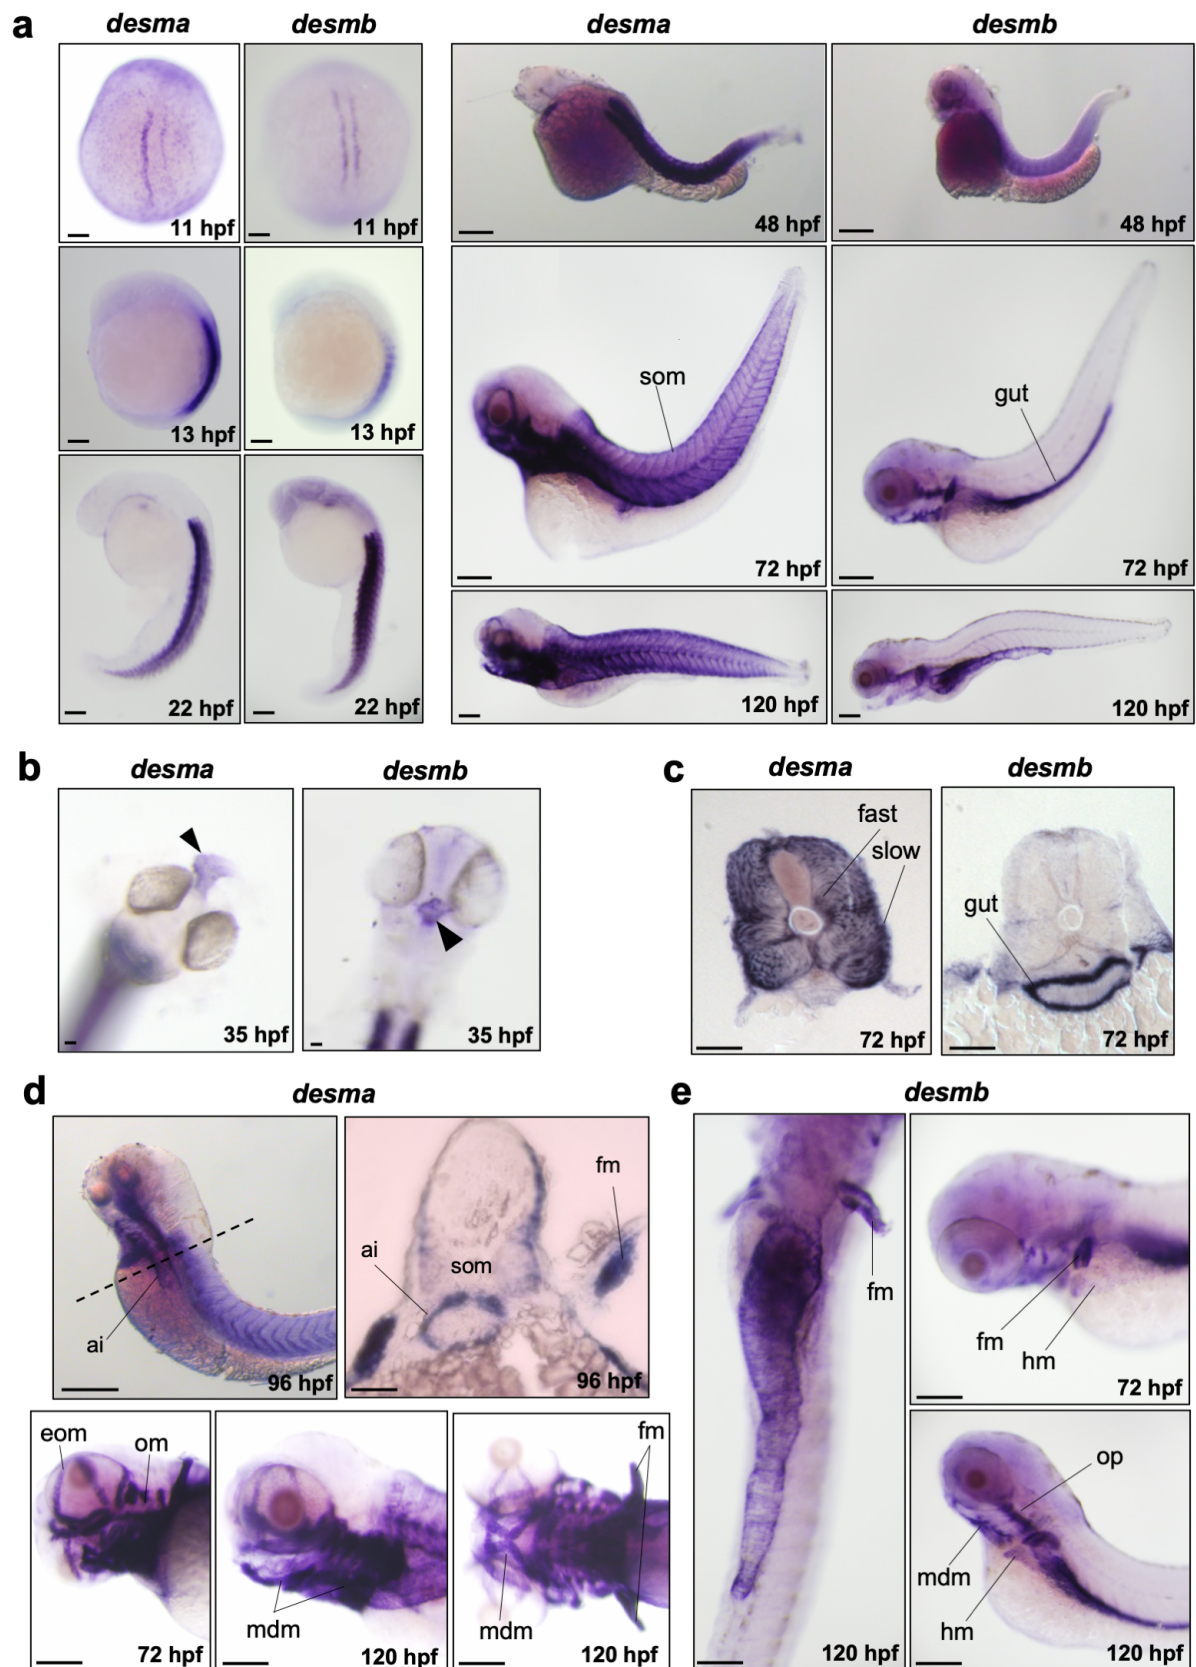 a
desma
desmb
desma
desmb
11 hpf
11 hpf
48 hpf
48 hpf
13 hpf
13 hpf
som
gut
72 hpf
72 hpf
22 hpf
22 hpf
120 hpf
120 hpf
b
desma
desmb
35 hpf
35 hpf
c
desma
desmb
fast
slow
gut
72 hpf
72 hpf
d
desma
ai
96 hpf
fm
ai
som
96 hpf
eom
om
72 hpf
mdm
120 hpf
fm
mdm
120 hpf
e
desmb
fm
120 hpf
fm
hm
72 hpf
op
mdm
hm
120 hpf